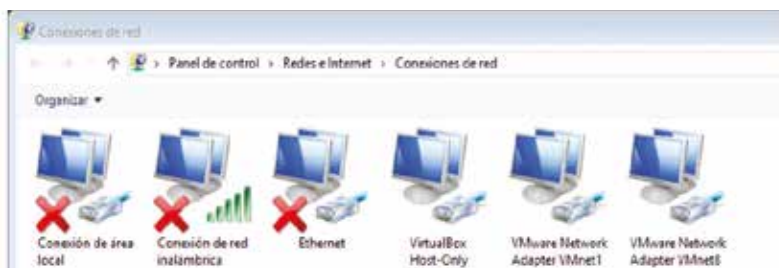 Conexiones de red
Panel de control > Redes e Internet > Conexiones de red
Organizar
Conexión de área local
Conexión de red inalámbrica
Ethernet
VirtualBox Host-Only
VMware Network Adapter VMnet1
VMware Network Adapter VMnet8